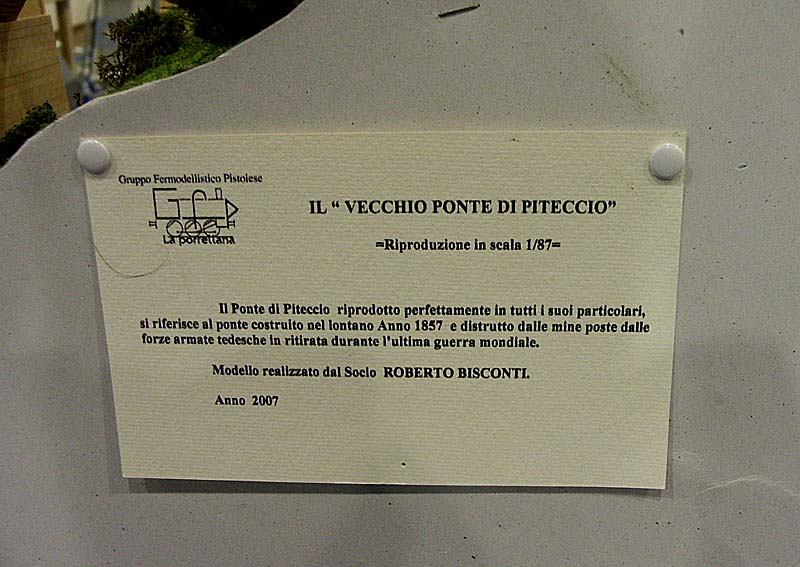 Gruppo Fermodellistico Pistoiese
La porrettana
IL “ VECCHIO PONTE DI PITECCIO”
=Riproduzione in scala 1/87=
Il Ponte di Piteccio riprodotto perfettamente in tutti i suoi particolari,
si riferisce al ponte costruito nel lontano Anno 1857 e distrutto dalle mine poste dalle
forze armate tedesche in ritirata durante l'ultima guerra mondiale.
Modello realizzato dal Socio ROBERTO BISCONTI.
Anno 2007